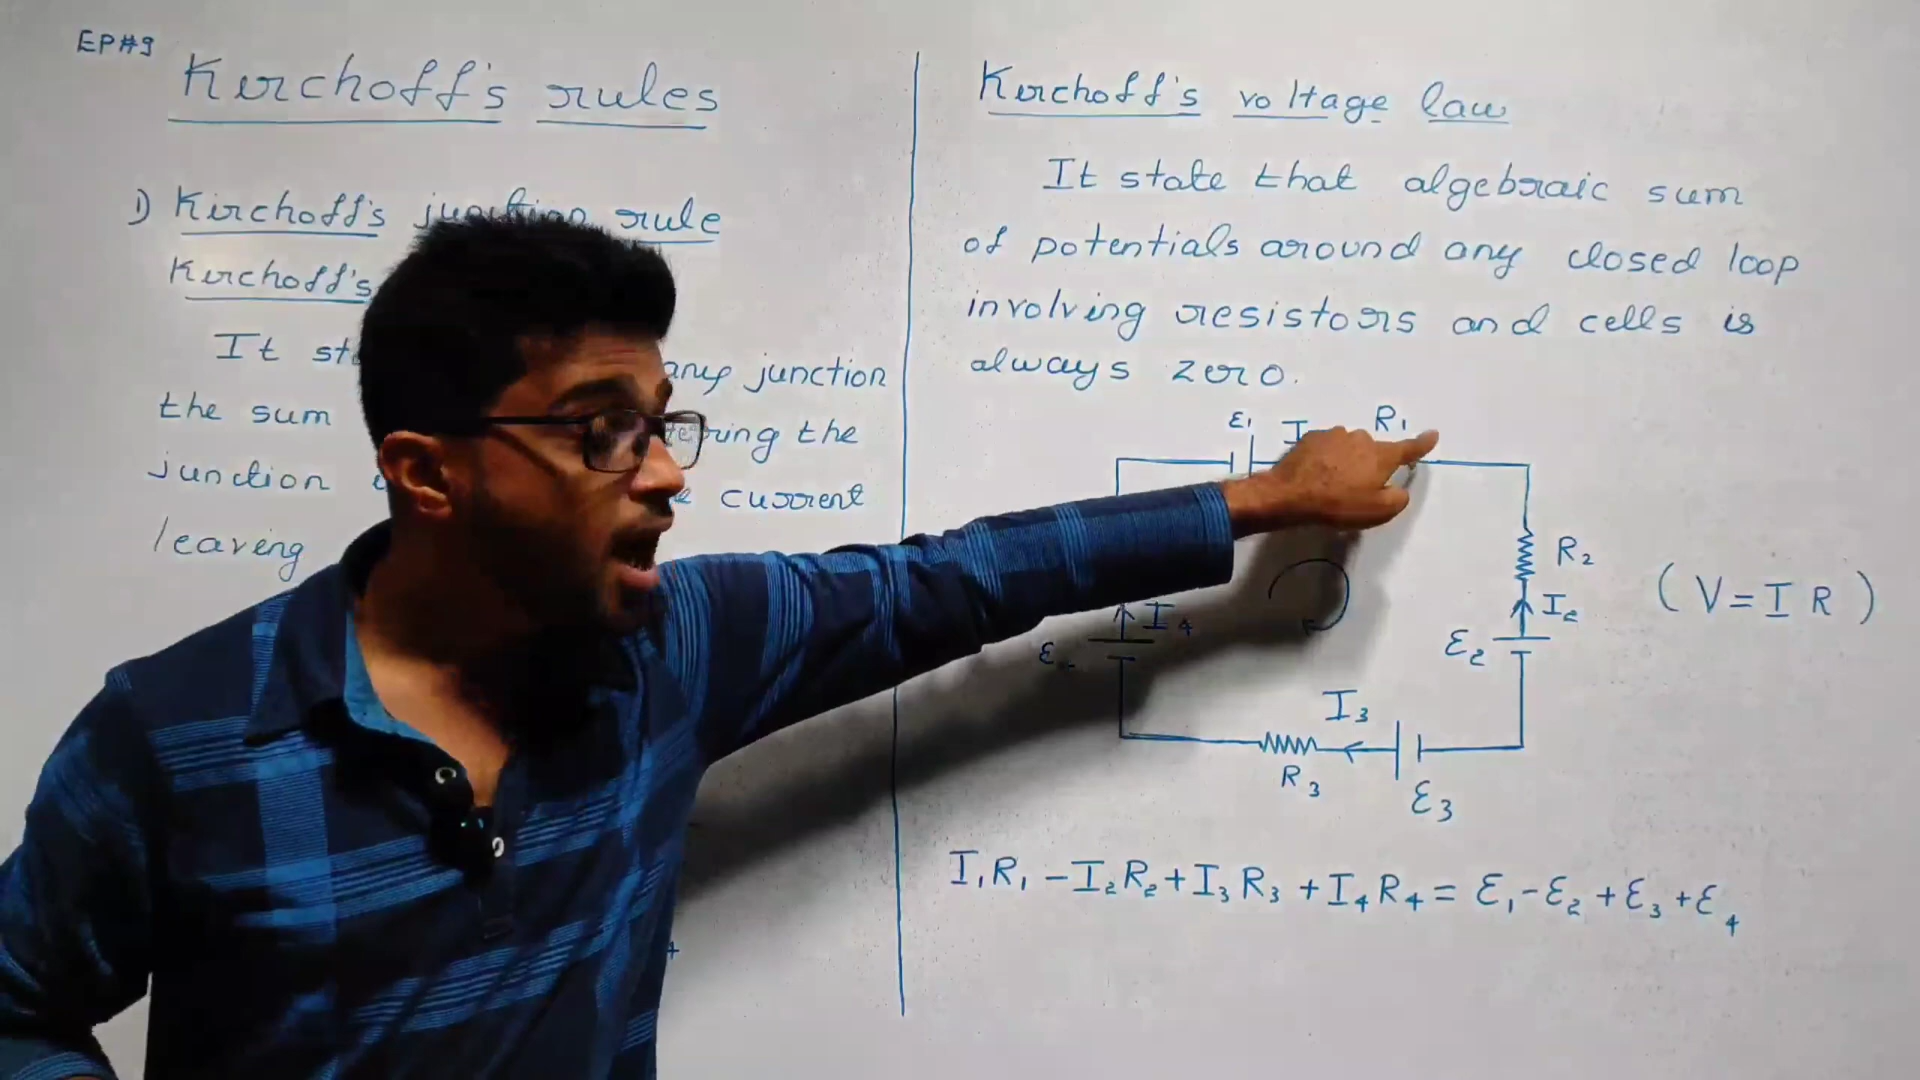 EP#9
Kirchoff's rules
1) Kirchoff's junction rule
Kirchoff's
It any junction
the sum the
junction current
leaving
+
Kirchoff's voltage law
It state that algebraic sum
of potentials around any closed loop
involving resistors and cells is
always zero.
ε1 I R1
R2
I2
ε2
(V=IR)
I4
ε
I3
R3
ε3
I1R1 - I2R2 + I3R3 + I4R4 = ε1 - ε2 + ε3 + ε4